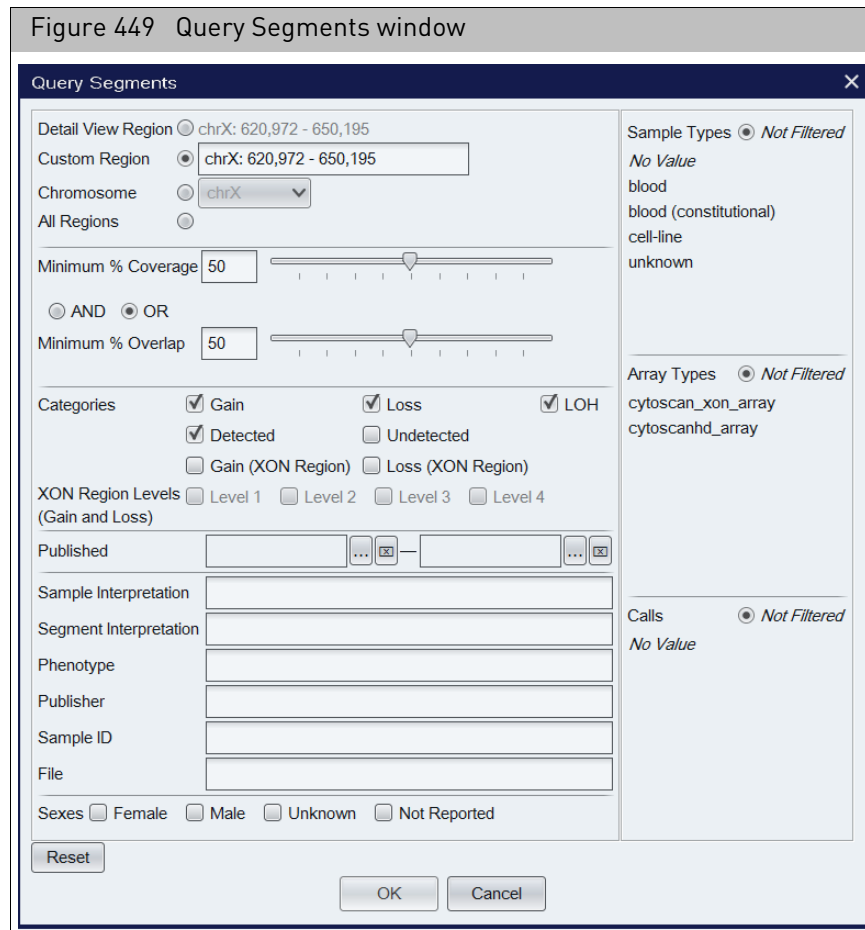 Figure 449 Query Segments window
Query Segments
Detail View Region chrX: 620,972 - 650,195
Custom Region chrX: 620,972 - 650,195
Chromosome chrX
All Regions
Minimum % Coverage 50
AND OR
Minimum % Overlap 50
Categories Gain Loss LOH
Detected Undetected
Gain (XON Region) Loss (XON Region)
XON Region Levels Level 1 Level 2 Level 3 Level 4
(Gain and Loss)
Published ... — ...
Sample Interpretation
Segment Interpretation
Phenotype
Publisher
Sample ID
File
Sexes Female Male Unknown Not Reported
Sample Types Not Filtered
No Value
blood
blood (constitutional)
cell-line
unknown
Array Types Not Filtered
cytoscan_xon_array
cytoscanhd_array
Calls Not Filtered
No Value
Reset
OK Cancel